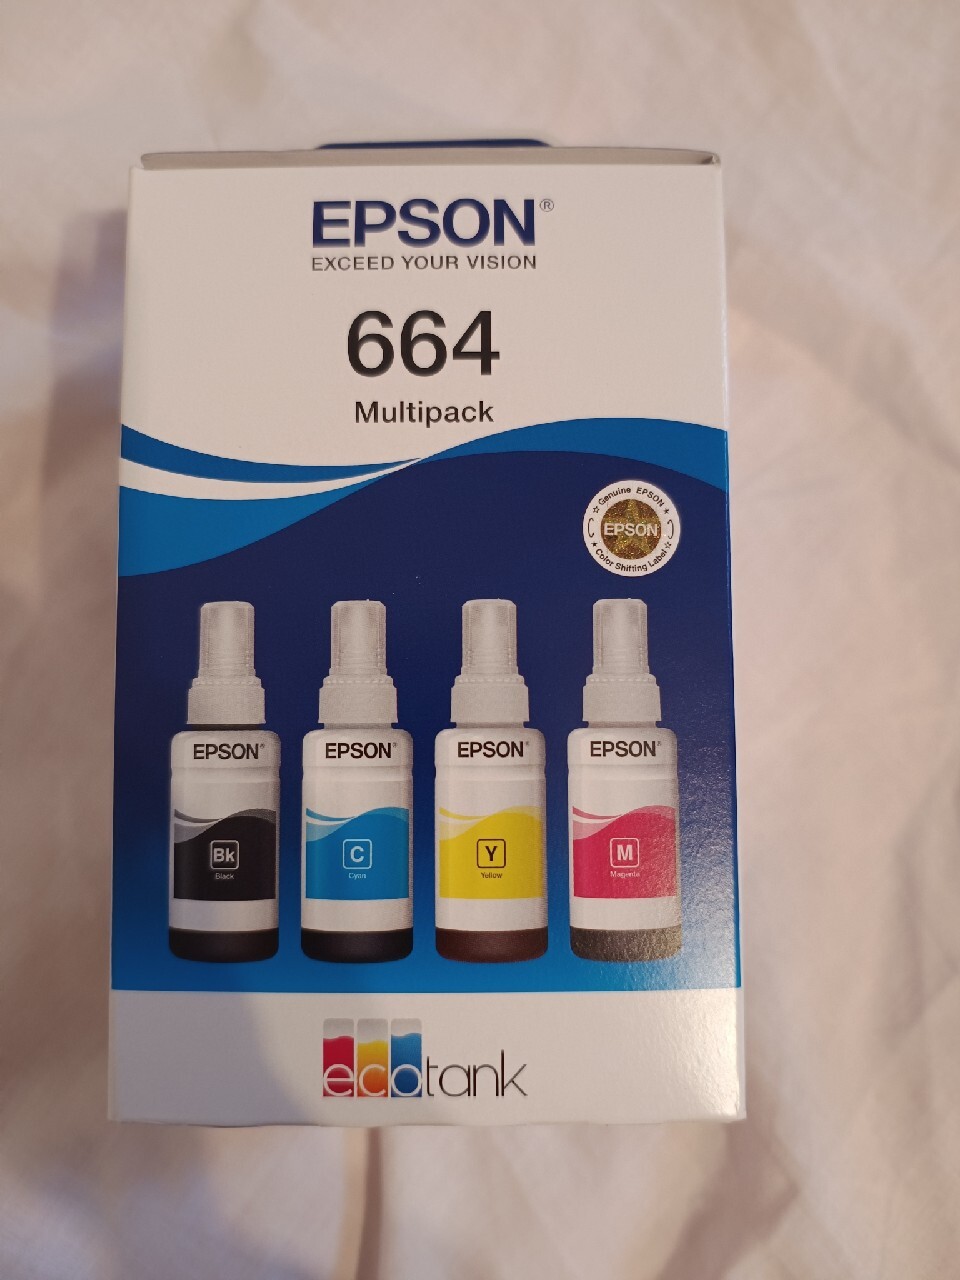 EPSON®
EXCEED YOUR VISION
664
Multipack
Genuine EPSON
EPSON
Color Shifting Label
EPSON® EPSON® EPSON® EPSON®
Bk C Y M
Black Cyan Yellow Magenta
ecotank